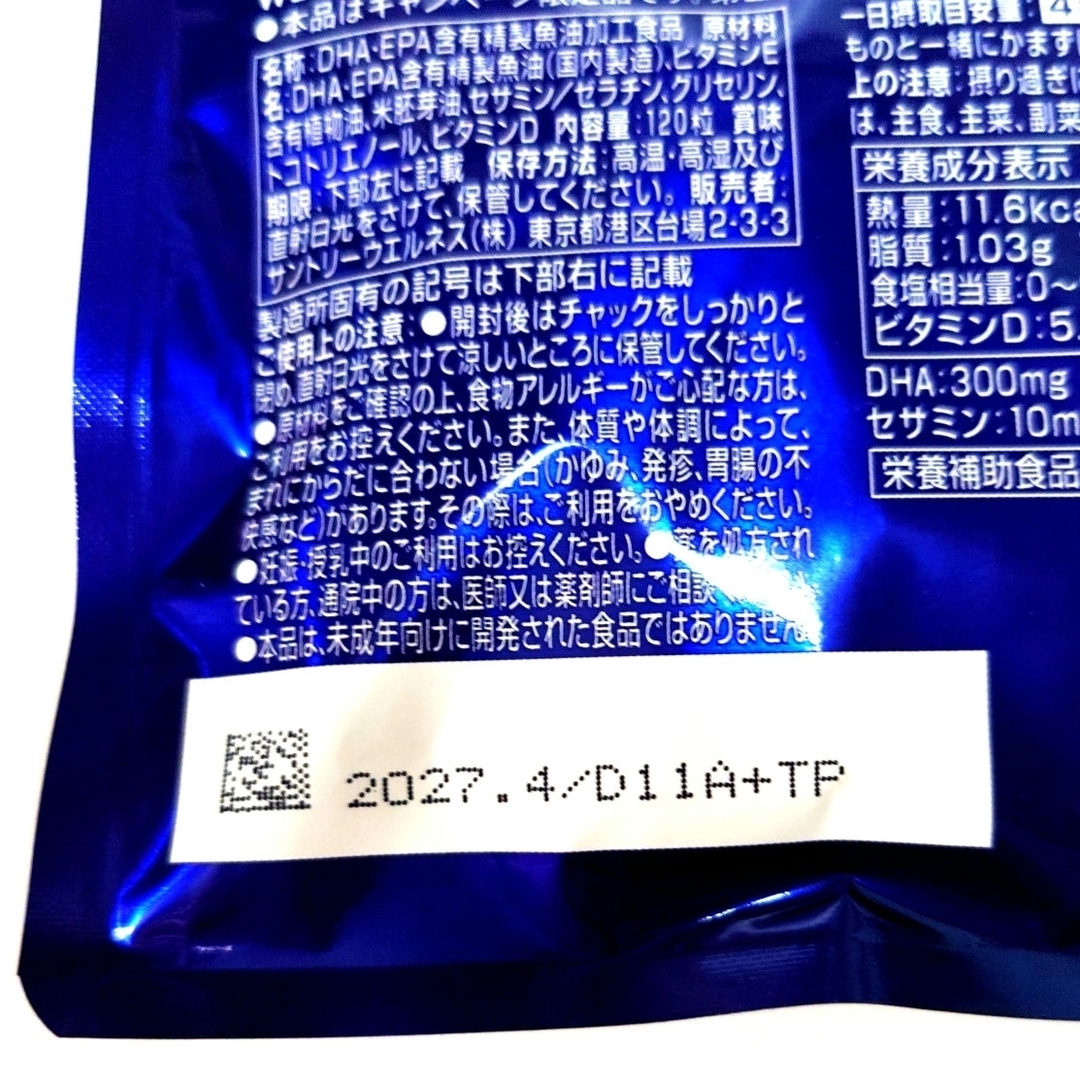 ●本品はキャンペーン限定品です。
名称:DHA・EPA含有精製魚油加工食品 原材料
名:DHA・EPA含有精製魚油(国内製造)、ビタミンE
含有植物油、米胚芽油、セサミン/ゼラチン、グリセリン、
トコトリエノール、ビタミンD 内容量:120粒 賞味
期限:下部左に記載 保存方法:高温・高湿及び
直射日光をさけて、保管してください。 販売者:
サントリーウエルネス(株) 東京都港区台場2-3-3
製造所固有の記号は下部右に記載
ご使用上の注意:●開封後はチャックをしっかりと
閉め、直射日光をさけて涼しいところに保管してください。
●原材料をご確認の上、食物アレルギーがご心配な方は、
ご利用をお控えください。また、体質や体調によって、
まれにからだに合わない場合(かゆみ、発疹、胃腸の不
快感など)があります。その際は、ご利用をおやめください。
●妊娠・授乳中のご利用はお控えください。●薬を処方され
ている方、通院中の方は、医師又は薬剤師にご相談
●本品は、未成年向けに開発された食品ではありません。
2027.4/D11A+TP
一日摂取目安量:4
ものと一緒にかまず
上の注意:摂り過ぎ
は、主食、主菜、副菜
栄養成分表示
熱量:11.6kca
脂質:1.03g
食塩相当量:0～
ビタミンD:5.
DHA:300mg
セサミン:10m
栄養補助食品